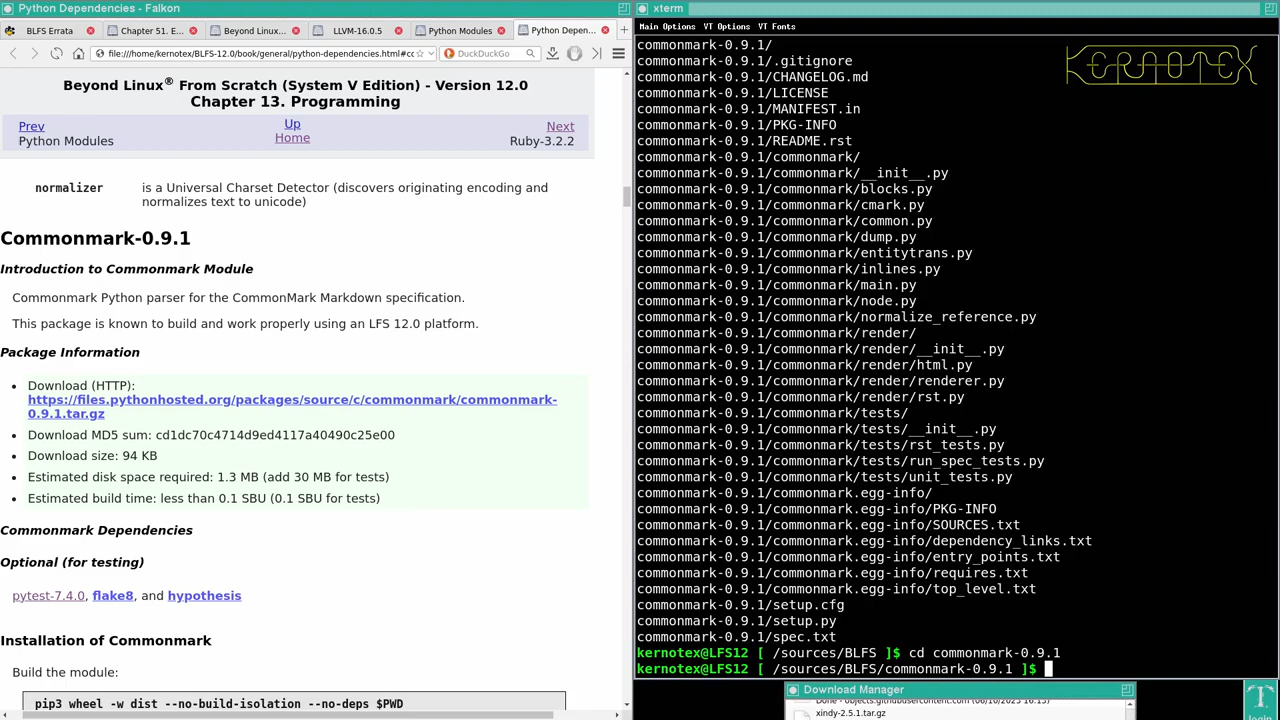 Python Dependencies - Falkon
BLFS Errata
Chapter 51. E...
Beyond Linux...
LLVM-16.0.5
Python Modules
Python Depen...
file:///home/kernotex/BLFS-12.0/book/general/python-dependencies.html#co
DuckDuckGo
Beyond Linux® From Scratch (System V Edition) - Version 12.0
Chapter 13. Programming
Prev
Up
Next
Python Modules
Home
Ruby-3.2.2
normalizer
is a Universal Charset Detector (discovers originating encoding and
normalizes text to unicode)
Commonmark-0.9.1
Introduction to Commonmark Module
Commonmark Python parser for the CommonMark Markdown specification.
This package is known to build and work properly using an LFS 12.0 platform.
Package Information
• Download (HTTP):
https://files.pythonhosted.org/packages/source/c/commonmark/commonmark-
0.9.1.tar.gz
• Download MD5 sum: cd1dc70c4714d9ed4117a40490c25e00
• Download size: 94 KB
• Estimated disk space required: 1.3 MB (add 30 MB for tests)
• Estimated build time: less than 0.1 SBU (0.1 SBU for tests)
Commonmark Dependencies
Optional (for testing)
pytest-7.4.0, flake8, and hypothesis
Installation of Commonmark
Build the module:
pip3 wheel -w dist --no-build-isolation --no-deps $PWD
xterm
Main Options VT Options VT Fonts
KERNOTEX
commonmark-0.9.1/
commonmark-0.9.1/.gitignore
commonmark-0.9.1/CHANGELOG.md
commonmark-0.9.1/LICENSE
commonmark-0.9.1/MANIFEST.in
commonmark-0.9.1/PKG-INFO
commonmark-0.9.1/README.rst
commonmark-0.9.1/commonmark/
commonmark-0.9.1/commonmark/__init__.py
commonmark-0.9.1/commonmark/blocks.py
commonmark-0.9.1/commonmark/cmark.py
commonmark-0.9.1/commonmark/common.py
commonmark-0.9.1/commonmark/dump.py
commonmark-0.9.1/commonmark/entitytrans.py
commonmark-0.9.1/commonmark/inlines.py
commonmark-0.9.1/commonmark/main.py
commonmark-0.9.1/commonmark/node.py
commonmark-0.9.1/commonmark/normalize_reference.py
commonmark-0.9.1/commonmark/render/
commonmark-0.9.1/commonmark/render/__init__.py
commonmark-0.9.1/commonmark/render/html.py
commonmark-0.9.1/commonmark/render/renderer.py
commonmark-0.9.1/commonmark/render/rst.py
commonmark-0.9.1/commonmark/tests/
commonmark-0.9.1/commonmark/tests/__init__.py
commonmark-0.9.1/commonmark/tests/rst_tests.py
commonmark-0.9.1/commonmark/tests/run_spec_tests.py
commonmark-0.9.1/commonmark/tests/unit_tests.py
commonmark-0.9.1/commonmark.egg-info/
commonmark-0.9.1/commonmark.egg-info/PKG-INFO
commonmark-0.9.1/commonmark.egg-info/SOURCES.txt
commonmark-0.9.1/commonmark.egg-info/dependency_links.txt
commonmark-0.9.1/commonmark.egg-info/entry_points.txt
commonmark-0.9.1/commonmark.egg-info/requires.txt
commonmark-0.9.1/commonmark.egg-info/top_level.txt
commonmark-0.9.1/setup.cfg
commonmark-0.9.1/setup.py
commonmark-0.9.1/spec.txt
kernotex@LFS12 [ /sources/BLFS ]$ cd commonmark-0.9.1
kernotex@LFS12 [ /sources/BLFS/commonmark-0.9.1 ]$
Download Manager
Done - objects.githubusercontent.com (06/10/2023 16:15)
xindy-2.5.1.tar.gz
login